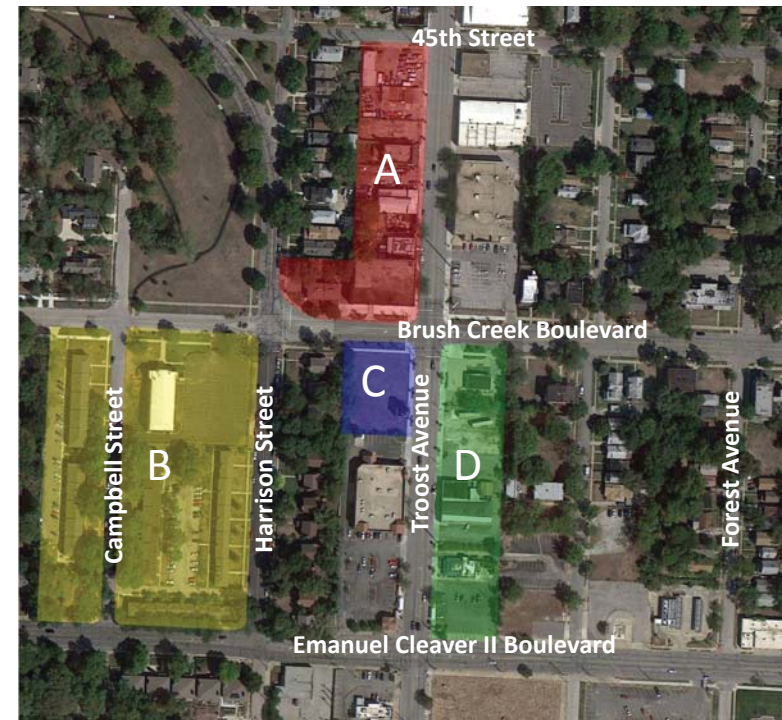 45th Street
A
Brush Creek Boulevard
C
B
D
Campbell Street
Harrison Street
Troost Avenue
Forest Avenue
Emanuel Cleaver II Boulevard